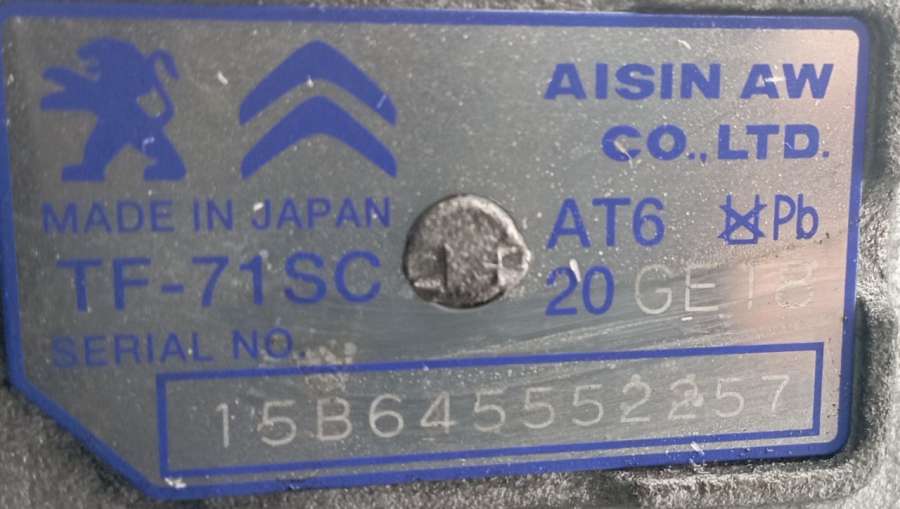 AISIN AW
CO.,LTD.
MADE IN JAPAN
AT6 Pb
TF-71SC
20 GE18
SERIAL NO.
15B645552257